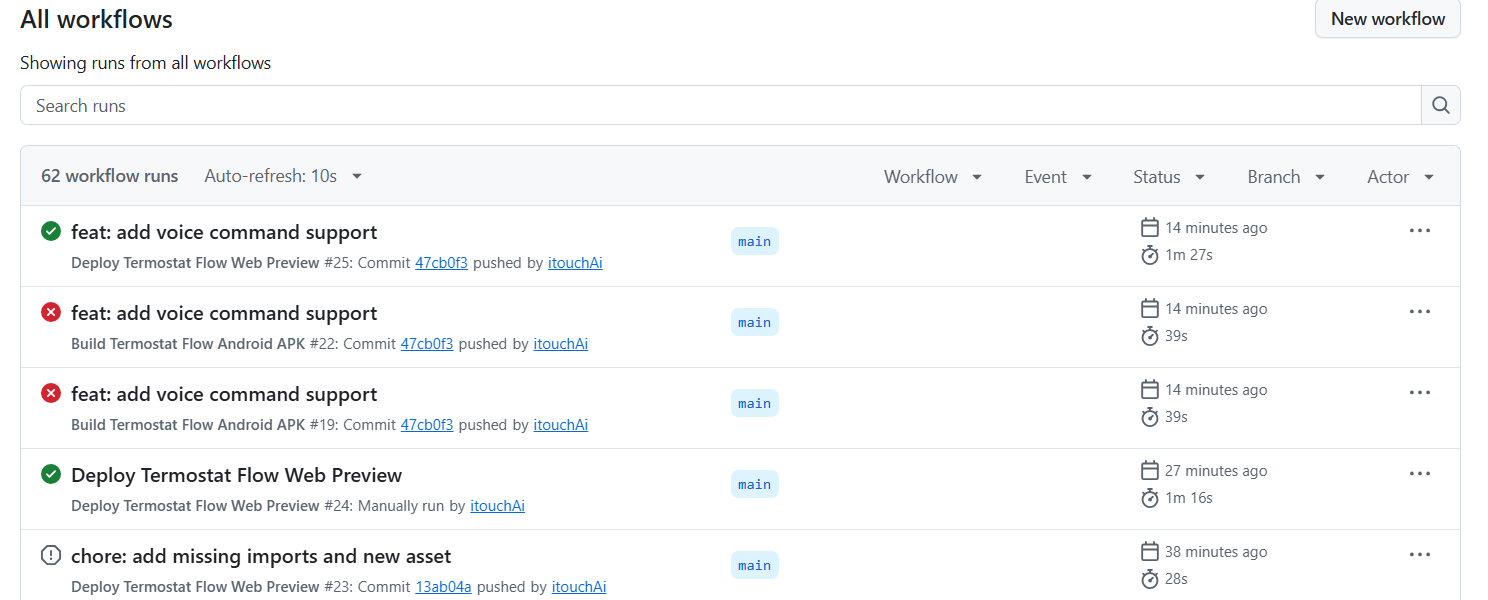 All workflows
New workflow
Showing runs from all workflows
Search runs
62 workflow runs Auto-refresh: 10s Workflow Event Status Branch Actor
feat: add voice command support
Deploy Termostat Flow Web Preview #25: Commit 47cb0f3 pushed by itouchAi
main
14 minutes ago
1m 27s
feat: add voice command support
Build Termostat Flow Android APK #22: Commit 47cb0f3 pushed by itouchAi
main
14 minutes ago
39s
feat: add voice command support
Build Termostat Flow Android APK #19: Commit 47cb0f3 pushed by itouchAi
main
14 minutes ago
39s
Deploy Termostat Flow Web Preview
Deploy Termostat Flow Web Preview #24: Manually run by itouchAi
main
27 minutes ago
1m 16s
chore: add missing imports and new asset
Deploy Termostat Flow Web Preview #23: Commit 13ab04a pushed by itouchAi
main
38 minutes ago
28s